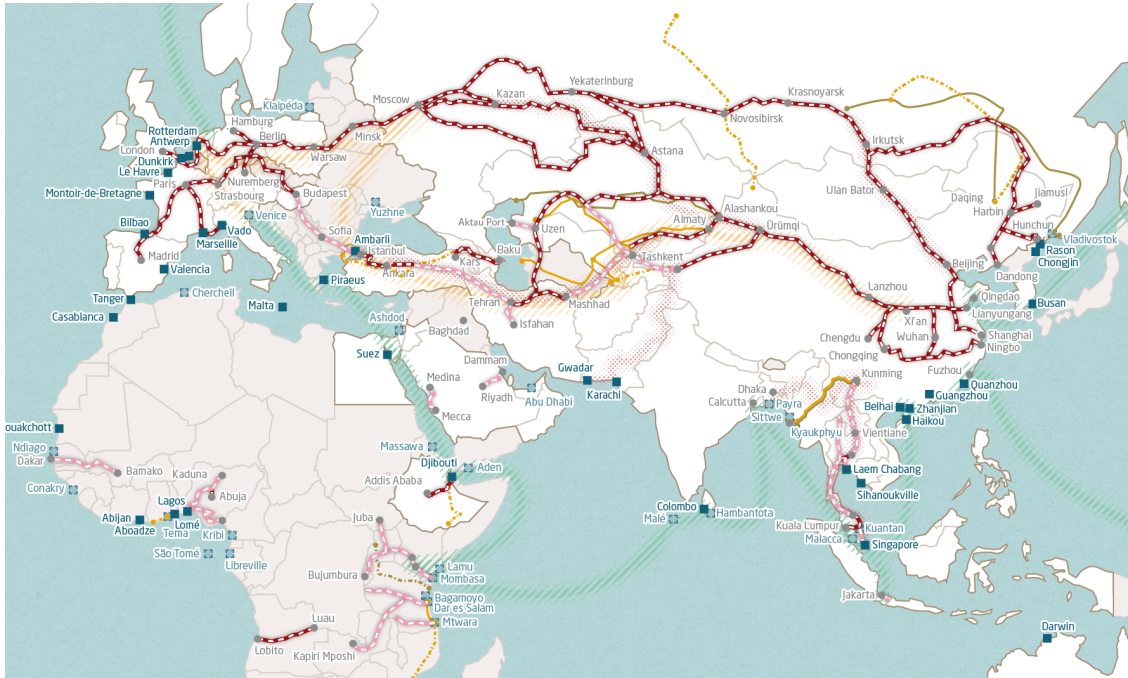 Klaipéda
Hamburg
Rotterdam
Antwerp
London
Berlin
Dunkirk
Le Havre
Warsaw
Minsk
Moscow
Kazan
Yekaterinburg
Krasnoyarsk
Novosibirsk
Irkutsk
Astana
Paris
Nuremberg
Strasbourg
Montoir-de-Bretagne
Budapest
Ulan Bator
Daqing
Jiamusi
Harbin
Yuzhne
Venice
Bilbao
Vado
Marseille
Sofia
Aktau Port
Uzen
Almaty
Alashankou
Ürümqi
Hunchun
Vladivostok
Rason
Chongjin
Ambarli
Istanbul
Kars
Baku
Tashkent
Madrid
Valencia
Ankara
Beijing
Dandong
Piraeus
Tehran
Mashhad
Lanzhou
Qingdao
Lianyungang
Busan
Tanger
Cherchell
Malta
Casablanca
Ashdod
Baghdad
Isfahan
Xi'an
Wuhan
Shanghai
Ningbo
Chengdu
Chongqing
Suez
Dammam
Gwadar
Karachi
Kunming
Fuzhou
Medina
Riyadh
Abu Dhabi
Dhaka
Calcutta
Payra
Sittwe
Quanzhou
Guangzhou
Beihai
Zhanjian
Haikou
Mecca
Kyaukphyu
Vientiane
ouakchott
Ndiago
Dakar
Massawa
Bamako
Kaduna
Djibouti
Aden
Addis Ababa
Laem Chabang
Sihanoukville
Conakry
Abuja
Lagos
Abijan
Aboadze
Lomé
Tema
Kribi
Juba
Colombo
Hambantota
Malé
Kuala Lumpur
Kuantan
Malacca
Singapore
São Tomé
Libreville
Lamu
Mombasa
Bujumbura
Bagamoyo
Dar es Salam
Mtwara
Jakarta
Luau
Lobito
Kapiri Mposhi
Darwin